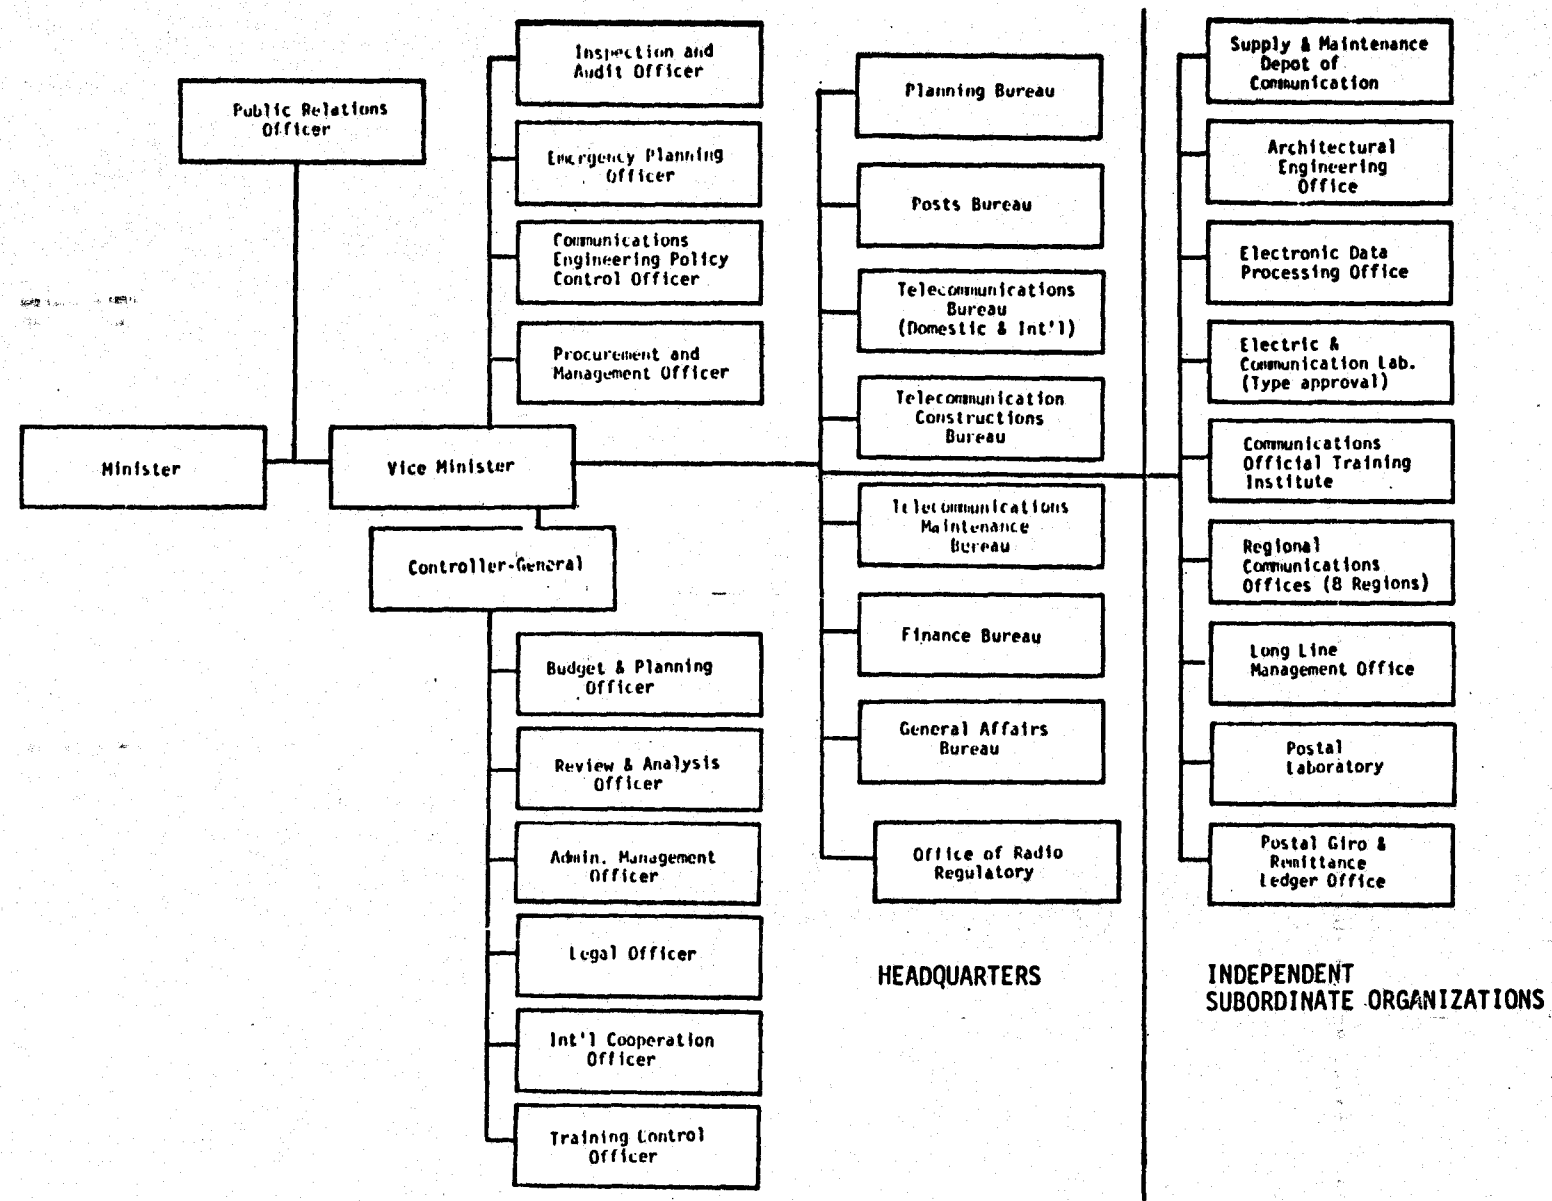 Public Relations
Officer
Minister
Vice Minister
Controller-General
Inspection and
Audit Officer
Emergency Planning
Officer
Communications
Engineering Policy
Control Officer
Procurement and
Management Officer
Budget & Planning
Officer
Review & Analysis
Officer
Admin. Management
Officer
Legal Officer
Int'l Cooperation
Officer
Training Control
Officer
Planning Bureau
Posts Bureau
Telecommunications
Bureau
(Domestic & Int'l)
Telecommunication
Constructions
Bureau
Telecommunications
Maintenance
Bureau
Finance Bureau
General Affairs
Bureau
Office of Radio
Regulatory
HEADQUARTERS
Supply & Maintenance
Depot of
Communication
Architectural
Engineering
Office
Electronic Data
Processing Office
Electric &
Communication Lab.
(Type approval)
Communications
Official Training
Institute
Regional
Communications
Offices (8 Regions)
Long Line
Management Office
Postal
Laboratory
Postal Giro &
Remittance
Ledger Office
INDEPENDENT
SUBORDINATE ORGANIZATIONS